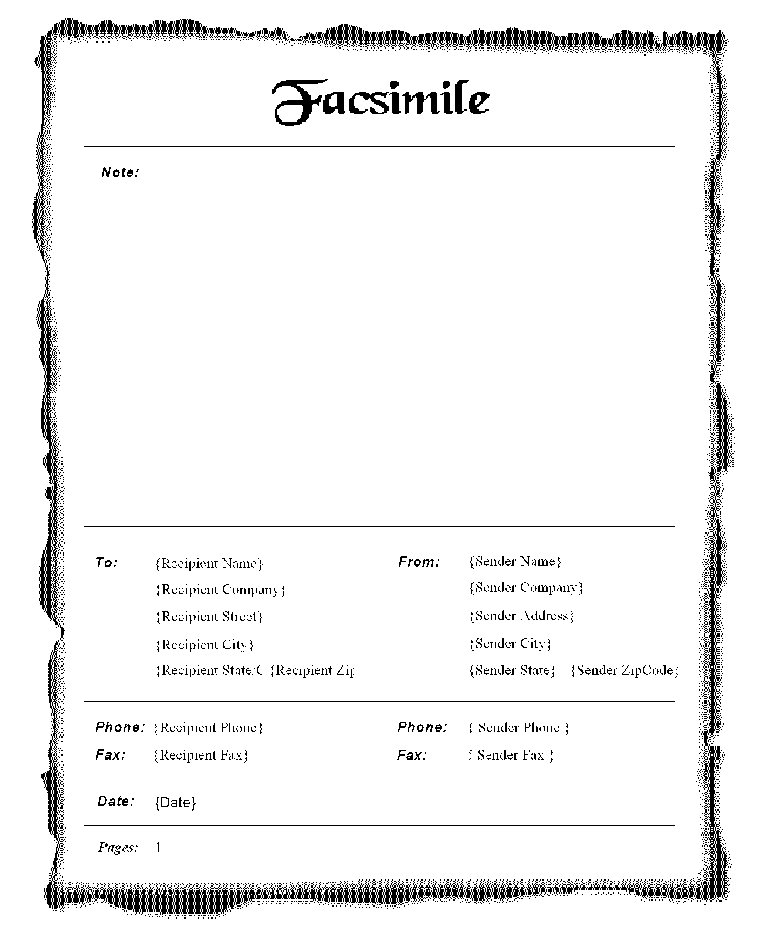 Facsimile
Note:
To: {Recipient Name} From: {Sender Name}
{Recipient Company} {Sender Company}
{Recipient Street} {Sender Address}
{Recipient City} {Sender City}
{Recipient State/C {Recipient Zip {Sender State} {Sender ZipCode}
Phone: {Recipient Phone} Phone: { Sender Phone }
Fax: {Recipient Fax} Fax: { Sender Fax }
Date: {Date}
Pages: 1